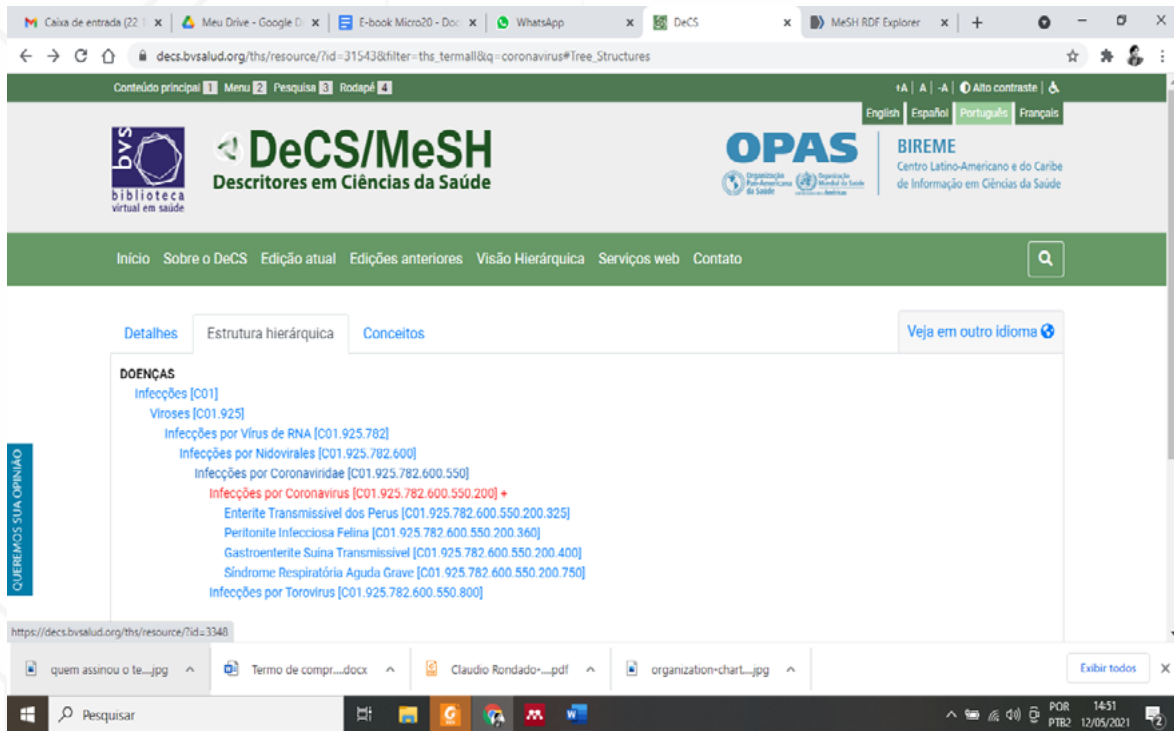 Caixa de entrada (22
Meu Drive - Google D
E-book Micro20 - Doc
WhatsApp
DeCS
MeSH RDF Explorer
decs.bvsalud.org/ths/resource/?id=31543&filter=ths_termall&q=coronavirus#Tree_Structures
Conteúdo principal 1 Menu 2 Pesquisa 3 Rodapé 4
+A | A | -A | Alto contraste |
English Español Português Français
bvs
biblioteca
virtual em saúde
DeCS/MeSH
Descritores em Ciências da Saúde
OPAS
Organização
Pan-Americana
da Saúde
Organização
Mundial da Saúde
Américas
BIREME
Centro Latino-Americano e do Caribe
de Informação em Ciências da Saúde
Início Sobre o DeCS Edição atual Edições anteriores Visão Hierárquica Serviços web Contato
Detalhes Estrutura hierárquica Conceitos
Veja em outro idioma
DOENÇAS
Infecções [C01]
Viroses [C01.925]
Infecções por Vírus de RNA [C01.925.782]
Infecções por Nidovirales [C01.925.782.600]
Infecções por Coronaviridae [C01.925.782.600.550]
Infecções por Coronavirus [C01.925.782.600.550.200] +
Enterite Transmissível dos Perus [C01.925.782.600.550.200.325]
Peritonite Infecciosa Felina [C01.925.782.600.550.200.360]
Gastroenterite Suína Transmissível [C01.925.782.600.550.200.400]
Síndrome Respiratória Aguda Grave [C01.925.782.600.550.200.750]
Infecções por Torovirus [C01.925.782.600.550.800]
QUEREMOS SUA OPINIÃO
https://decs.bvsalud.org/ths/resource/?id=3348
quem assinou o te....jpg
Termo de compr....docx
Claudio Rondado-....pdf
organization-chart....jpg
Exibir todos
Pesquisar
POR
PTB2
14:51
12/05/2021
2